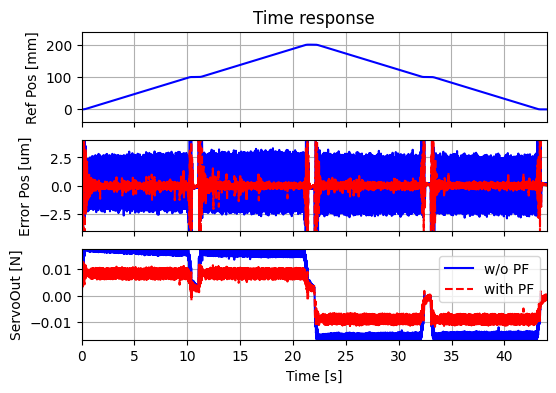 Time response
Ref Pos [mm]
200
100
0
Error Pos [um]
2.5
0.0
−2.5
ServoOut [N]
0.01
0.00
−0.01
w/o PF
with PF
0 5 10 15 20 25 30 35 40
Time [s]